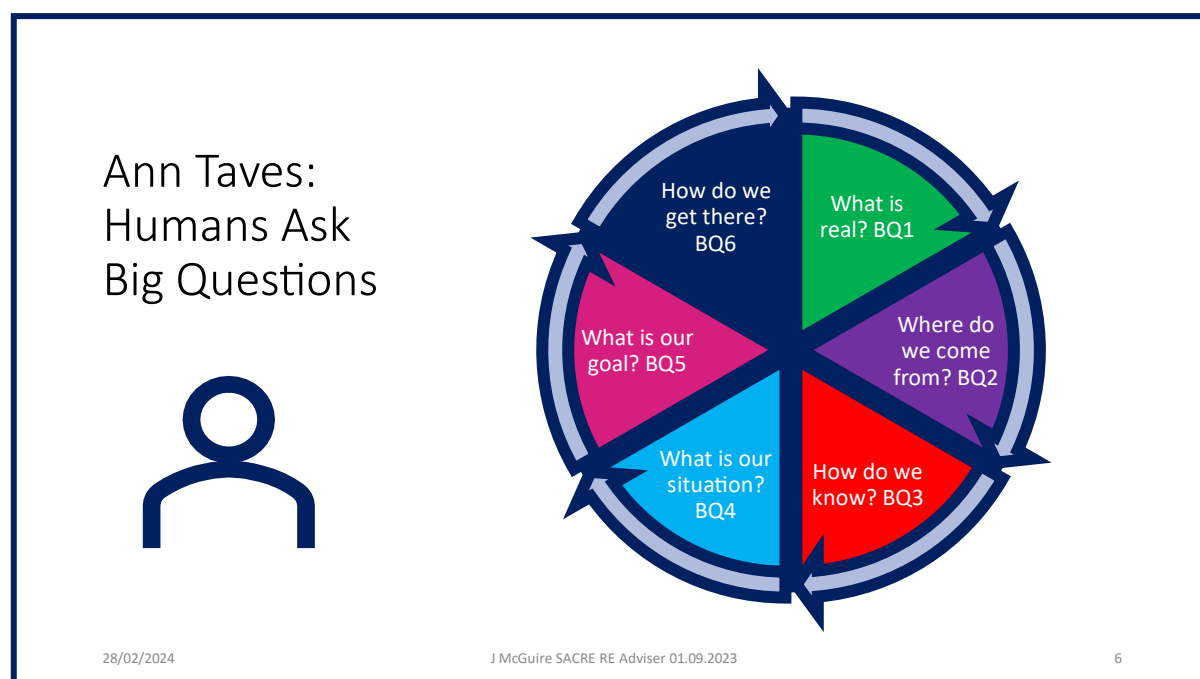 Ann Taves:
Humans Ask
Big Questions
How do we
get there?
BQ6
What is
real? BQ1
Where do
we come
from? BQ2
How do we
know? BQ3
What is our
situation?
BQ4
What is our
goal? BQ5
28/02/2024
J McGuire SACRE RE Adviser 01.09.2023
6